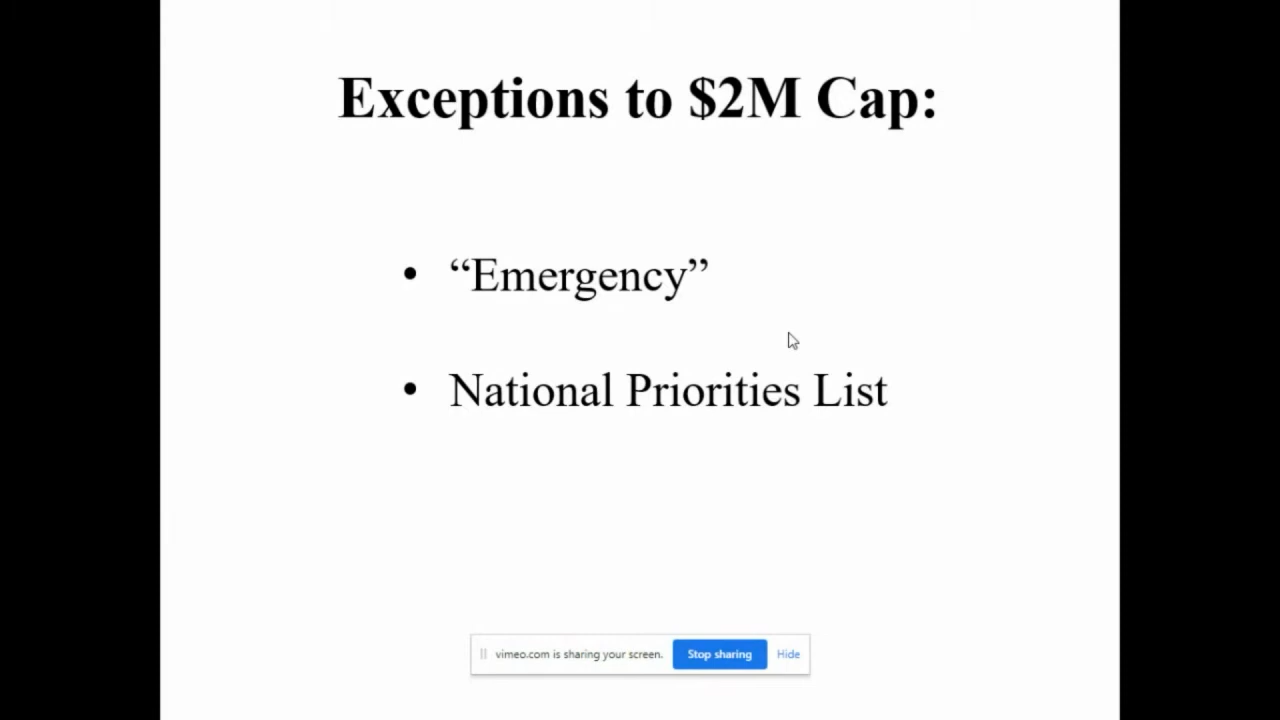 Exceptions to $2M Cap:
• “Emergency”
• National Priorities List
vimeo.com is sharing your screen. Stop sharing Hide